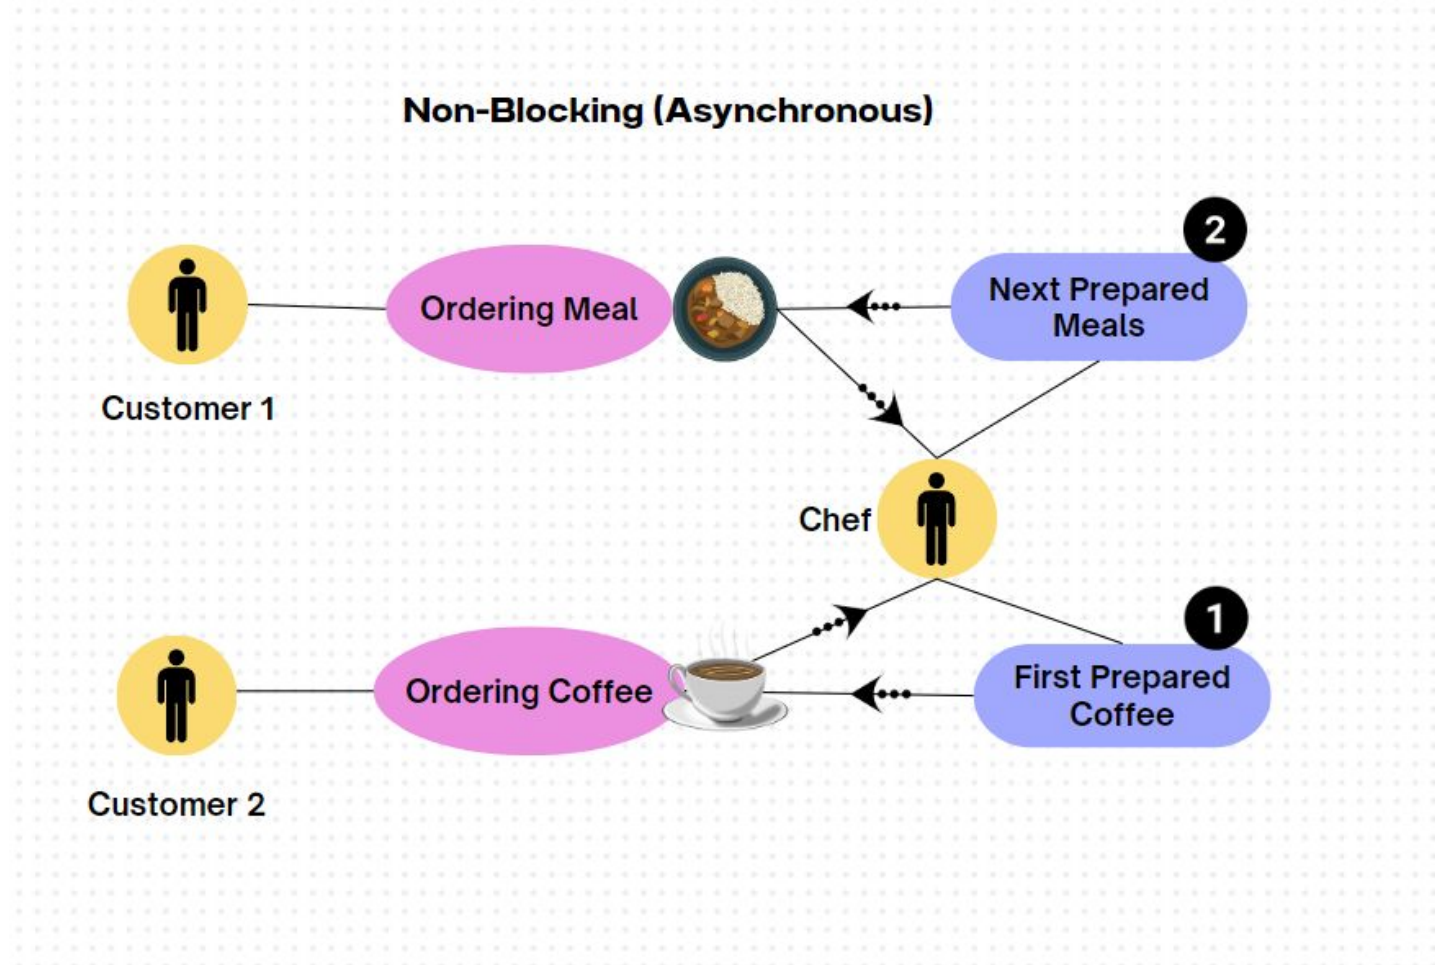 Non-Blocking (Asynchronous)
2
Ordering Meal
Next Prepared
Meals
Customer 1
Chef
1
Ordering Coffee
First Prepared
Coffee
Customer 2